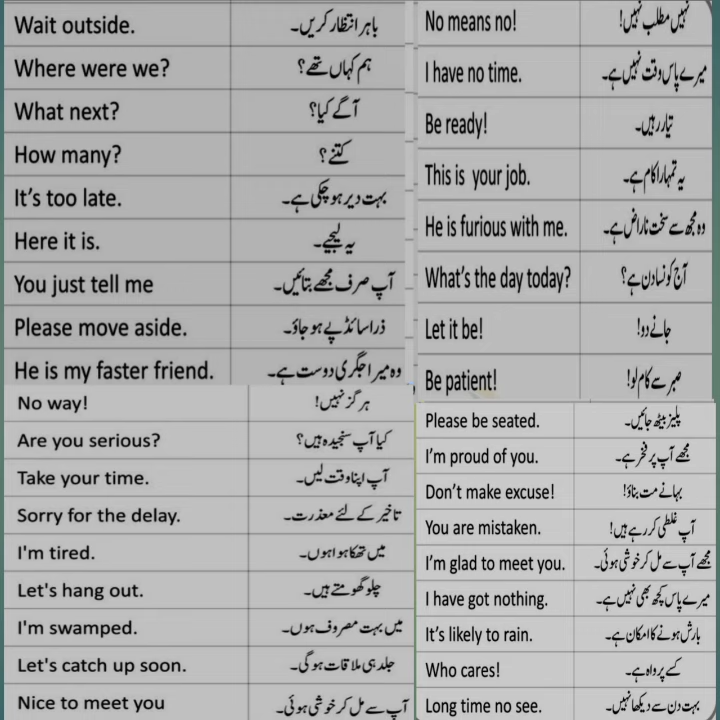 Wait outside. باہر انتظار کریں۔
Where were we? ہم کہاں تھے؟
What next? آگے کیا؟
How many? کتنے؟
It's too late. بہت دیر ہو چکی ہے۔
Here it is. یہ لیجیے۔
You just tell me آپ صرف مجھے بتائیں۔
Please move aside. ذرا سائڈ پے ہو جاؤ۔
He is my faster friend. وہ میرا جگری دوست ہے۔
No way! ہرگز نہیں!
Are you serious? کیا آپ سنجیدہ ہیں؟
Take your time. آپ اپنا وقت لیں۔
Sorry for the delay. تاخیر کے لئے معذرت۔
I'm tired. میں تھکا ہوا ہوں۔
Let's hang out. چلو گھومتے ہیں۔
I'm swamped. میں بہت مصروف ہوں۔
Let's catch up soon. جلد ہی ملاقات ہوگی۔
Nice to meet you آپ سے مل کر خوشی ہوئی۔
No means no! نہیں مطلب نہیں!
I have no time. میرے پاس وقت نہیں ہے۔
Be ready! تیار رہیں۔
This is your job. یہ تمہارا کام ہے۔
He is furious with me. وہ مجھ سے سخت ناراض ہے۔
What's the day today? آج کونسا دن ہے؟
Let it be! جانے دو!
Be patient! صبر سے کام لو!
Please be seated. پلیز بیٹھ جائیں۔
I'm proud of you. مجھے آپ پر فخر ہے۔
Don't make excuse! بہانے مت بناؤ!
You are mistaken. آپ غلطی کر رہے ہیں!
I'm glad to meet you. مجھے آپ سے مل کر خوشی ہوئی۔
I have got nothing. میرے پاس کچھ بھی نہیں ہے۔
It's likely to rain. بارش ہونے کا امکان ہے۔
Who cares! کسے پرواہ ہے۔
Long time no see. بہت دن سے دیکھا نہیں۔